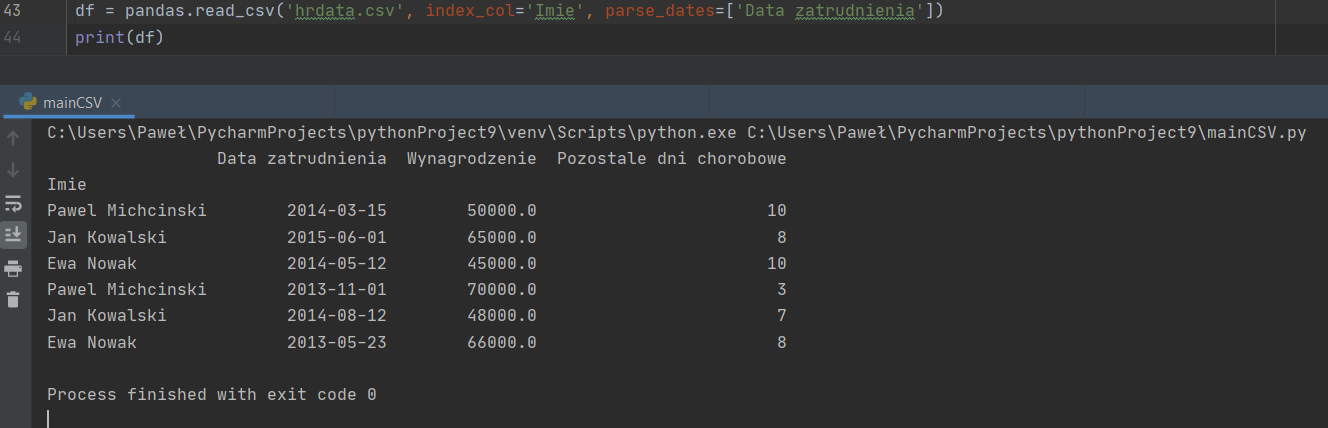 43 df = pandas.read_csv('hrdata.csv', index_col='Imie', parse_dates=['Data zatrudnienia'])
44 print(df)
mainCSV
C:\Users\Paweł\PycharmProjects\pythonProject9\venv\Scripts\python.exe C:\Users\Paweł\PycharmProjects\pythonProject9\mainCSV.py
Data zatrudnienia Wynagrodzenie Pozostale dni chorobowe
Imie
Pawel Michcinski 2014-03-15 50000.0 10
Jan Kowalski 2015-06-01 65000.0 8
Ewa Nowak 2014-05-12 45000.0 10
Pawel Michcinski 2013-11-01 70000.0 3
Jan Kowalski 2014-08-12 48000.0 7
Ewa Nowak 2013-05-23 66000.0 8
Process finished with exit code 0